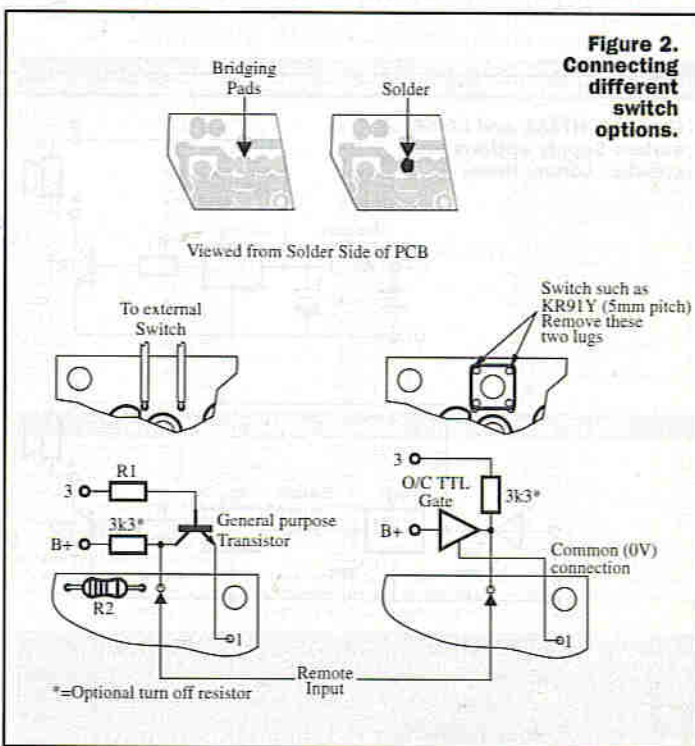 Figure 2.
Connecting
different
switch
options.
Bridging
Pads
Solder
Viewed from Solder Side of PCB
To external
Switch
Switch such as
KR91Y (5mm pitch)
Remove these
two lugs
3
R1
B+
3k3*
General purpose
Transistor
R2
1
3
O/C TTL
Gate
3k3*
B+
Common (0V)
connection
1
Remote
Input
*=Optional turn off resistor